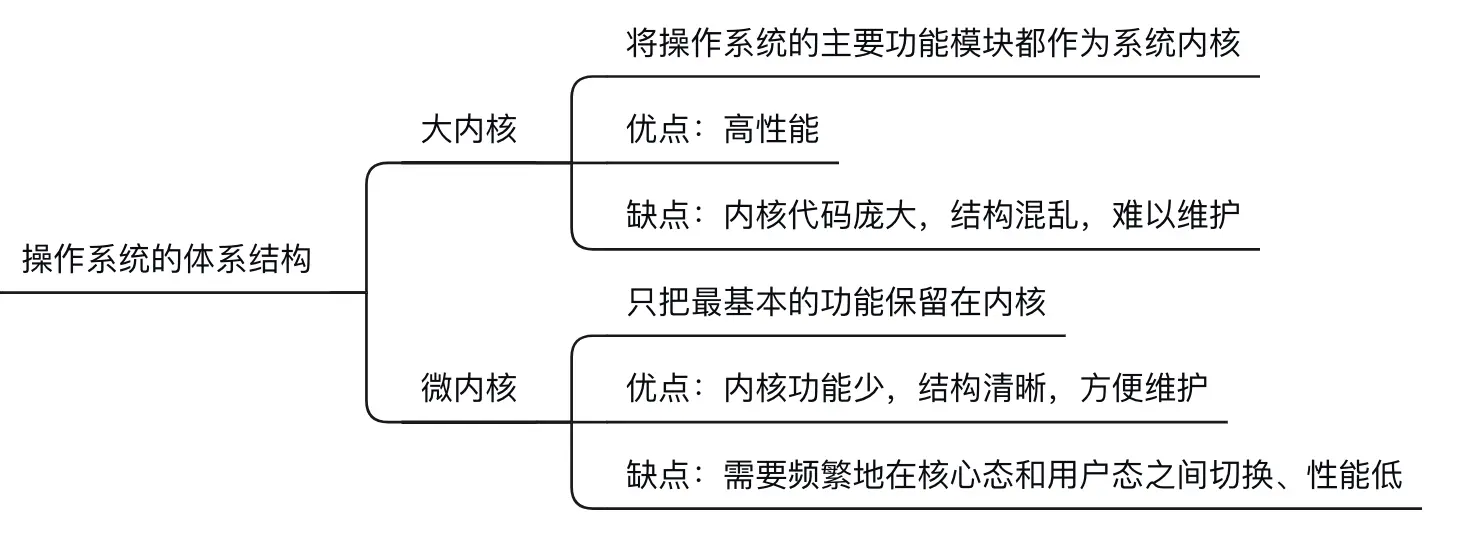 操作系统的体系结构
大内核
将操作系统的主要功能模块都作为系统内核
优点：高性能
缺点：内核代码庞大，结构混乱，难以维护
微内核
只把最基本的功能保留在内核
优点：内核功能少，结构清晰，方便维护
缺点：需要频繁地在核心态和用户态之间切换、性能低